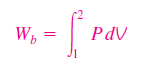 W_b = ∫_1^2 P dV